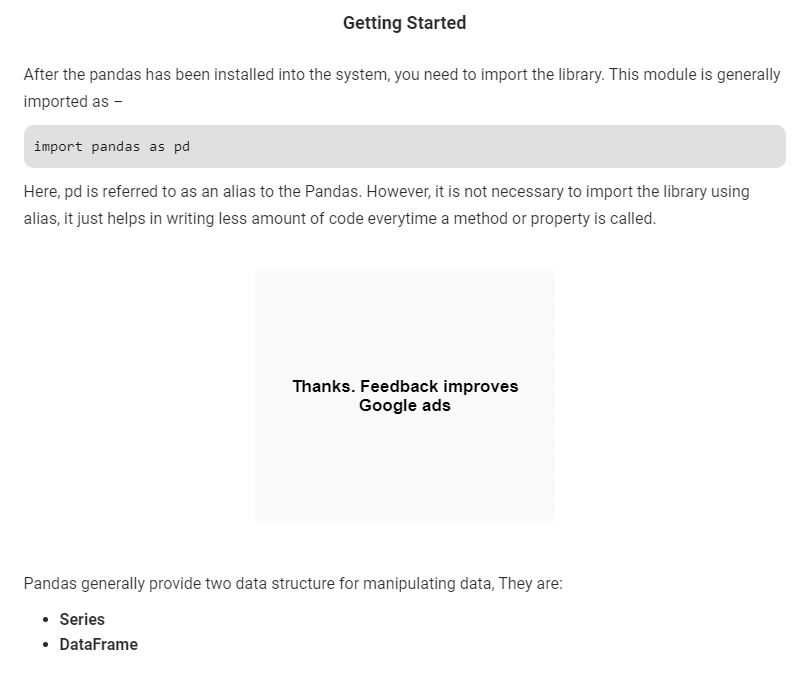 Getting Started
After the pandas has been installed into the system, you need to import the library. This module is generally
imported as –
import pandas as pd
Here, pd is referred to as an alias to the Pandas. However, it is not necessary to import the library using
alias, it just helps in writing less amount of code everytime a method or property is called.
Thanks. Feedback improves
Google ads
Pandas generally provide two data structure for manipulating data, They are:
• Series
• DataFrame